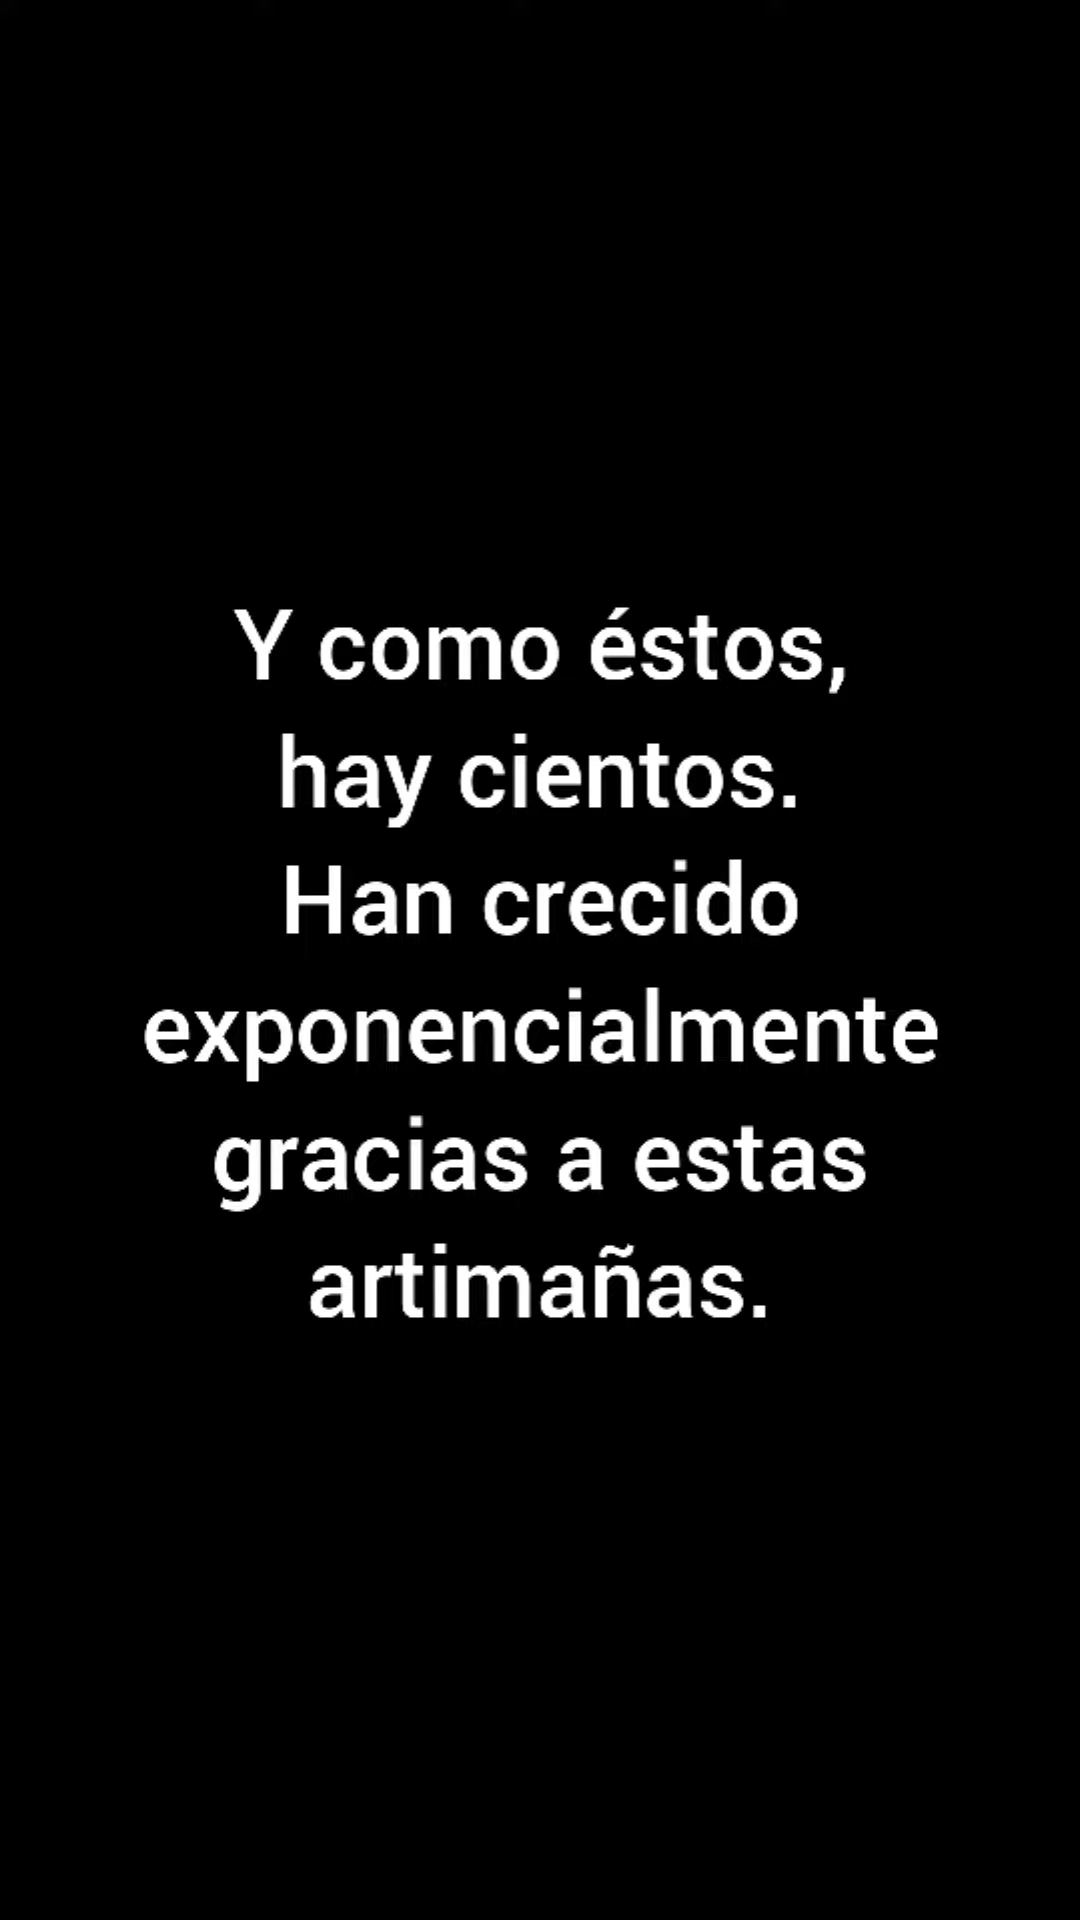 Y como éstos,
hay cientos.
Han crecido
exponencialmente
gracias a estas
artimañas.